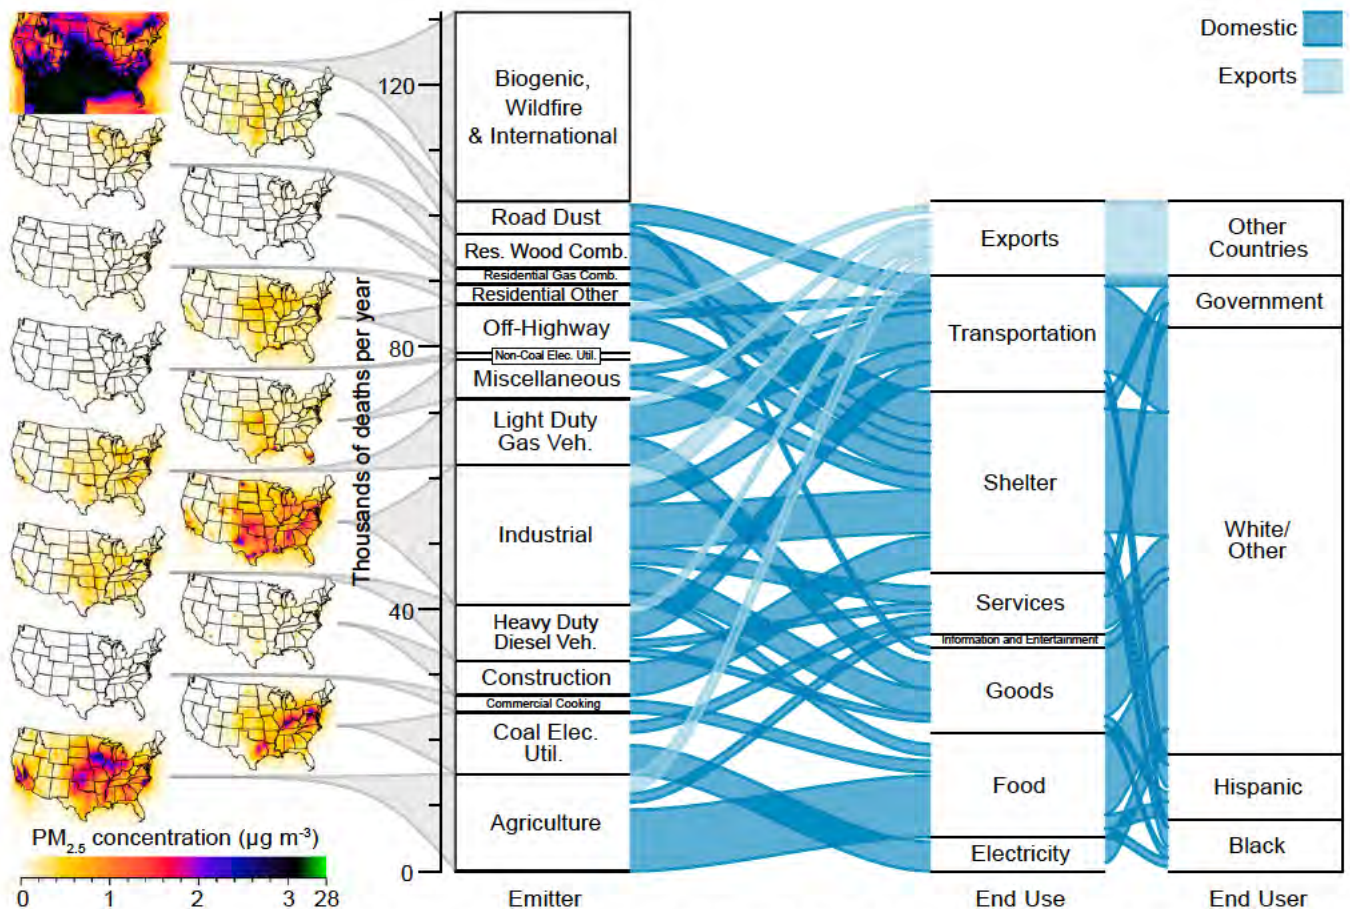 Domestic
Exports
120
80
40
0
Thousands of deaths per year
Biogenic,
Wildfire
& International
Road Dust
Res. Wood Comb.
Residential Gas Comb.
Residential Other
Off-Highway
Non-Coal Elec. Util.
Miscellaneous
Light Duty
Gas Veh.
Industrial
Heavy Duty
Diesel Veh.
Construction
Commercial Cooking
Coal Elec.
Util.
Agriculture
Exports
Transportation
Shelter
Services
Information and Entertainment
Goods
Food
Electricity
Other
Countries
Government
White/
Other
Hispanic
Black
PM2.5 concentration (µg m-3)
0 1 2 3 28
Emitter
End Use
End User